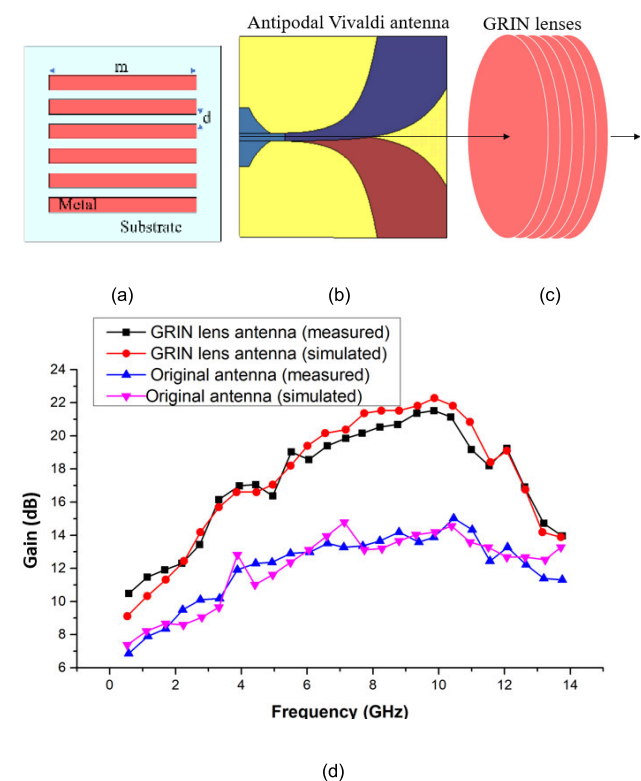 Antipodal Vivaldi antenna
GRIN lenses
m
d
Metal
Substrate
(a)
(b)
(c)
GRIN lens antenna (measured)
GRIN lens antenna (simulated)
Original antenna (measured)
Original antenna (simulated)
24
22
20
18
16
14
12
10
8
6
Gain (dB)
0
2
4
6
8
10
12
14
Frequency (GHz)
(d)